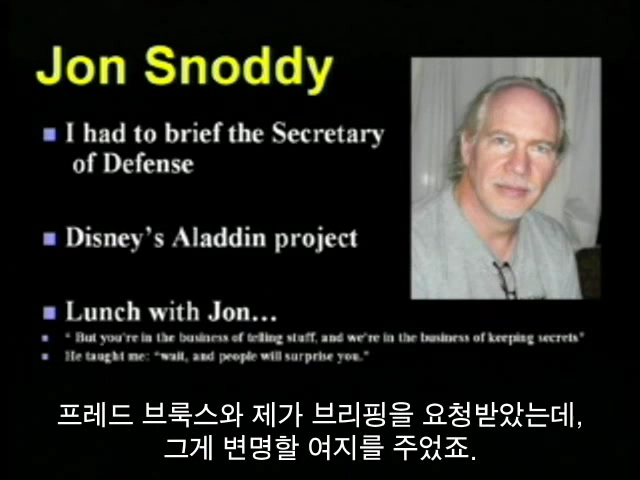 Jon Snoddy
I had to brief the Secretary
of Defense
Disney's Aladdin project
Lunch with Jon...
" But you're in the business of telling stuff, and we're in the business of keeping secrets"
He taught me: "wait, and people will surprise you."
프레드 브룩스와 제가 브리핑을 요청받았는데,
그게 변명할 여지를 주었죠.